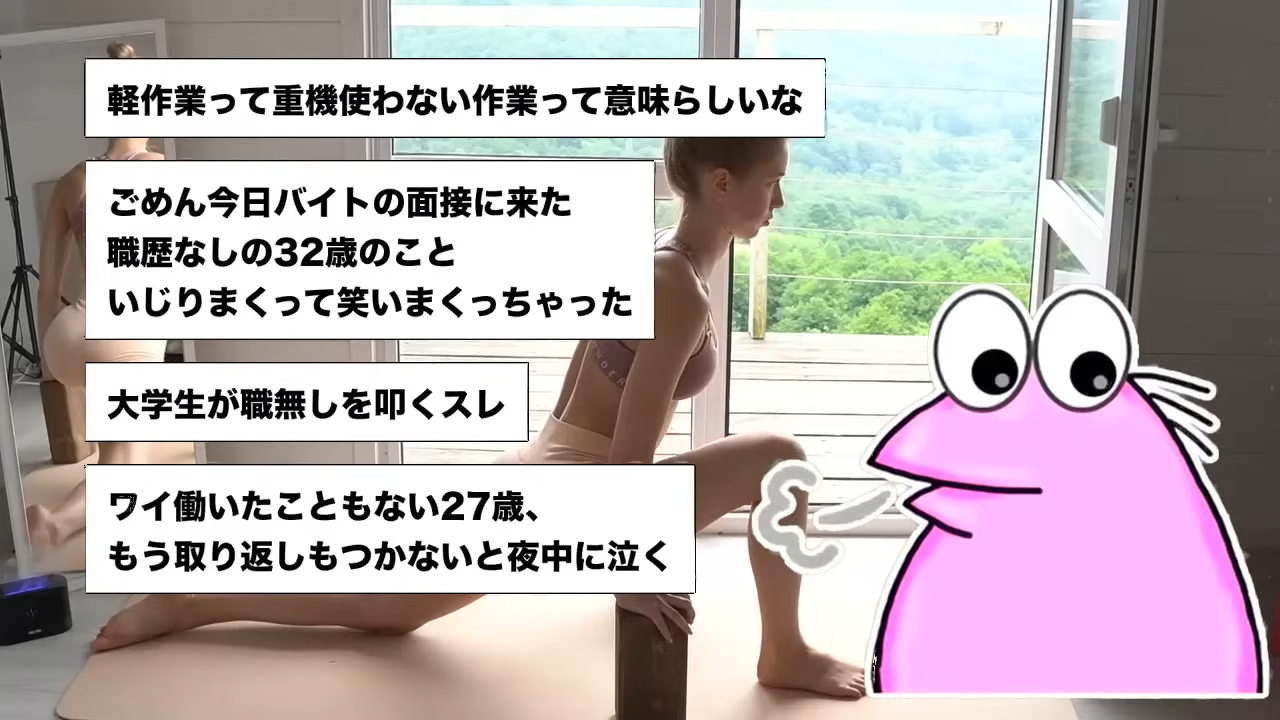 軽作業って重機使わない作業って意味らしいな
ごめん今日バイトの面接に来た
職歴なしの32歳のこと
いじりまくって笑いまくっちゃった
大学生が職無しを叩くスレ
ワイ働いたこともない27歳、
もう取り返しもつかないと夜中に泣く